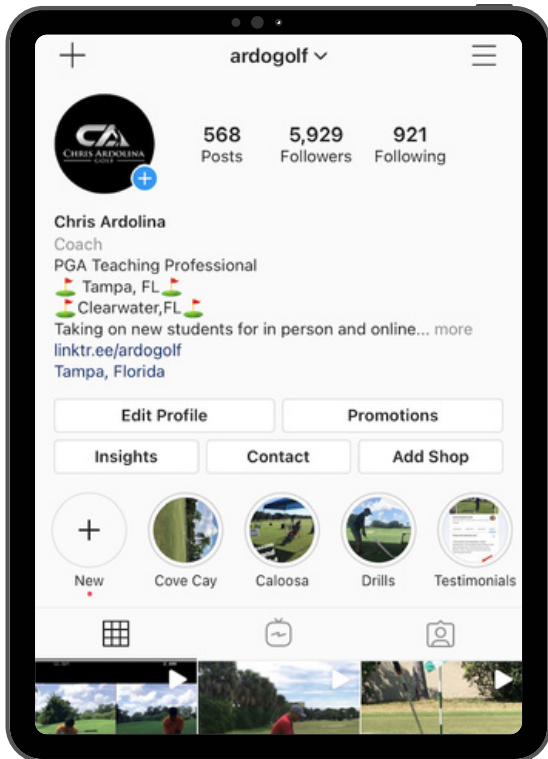 ardogolf
CA
CHRIS ARDOLINA
GOLF
568
Posts
5,929
Followers
921
Following
Chris Ardolina
Coach
PGA Teaching Professional
Tampa, FL
Clearwater,FL
Taking on new students for in person and online... more
linktr.ee/ardogolf
Tampa, Florida
Edit Profile
Promotions
Insights
Contact
Add Shop
New
Cove Cay
Caloosa
Drills
Testimonials